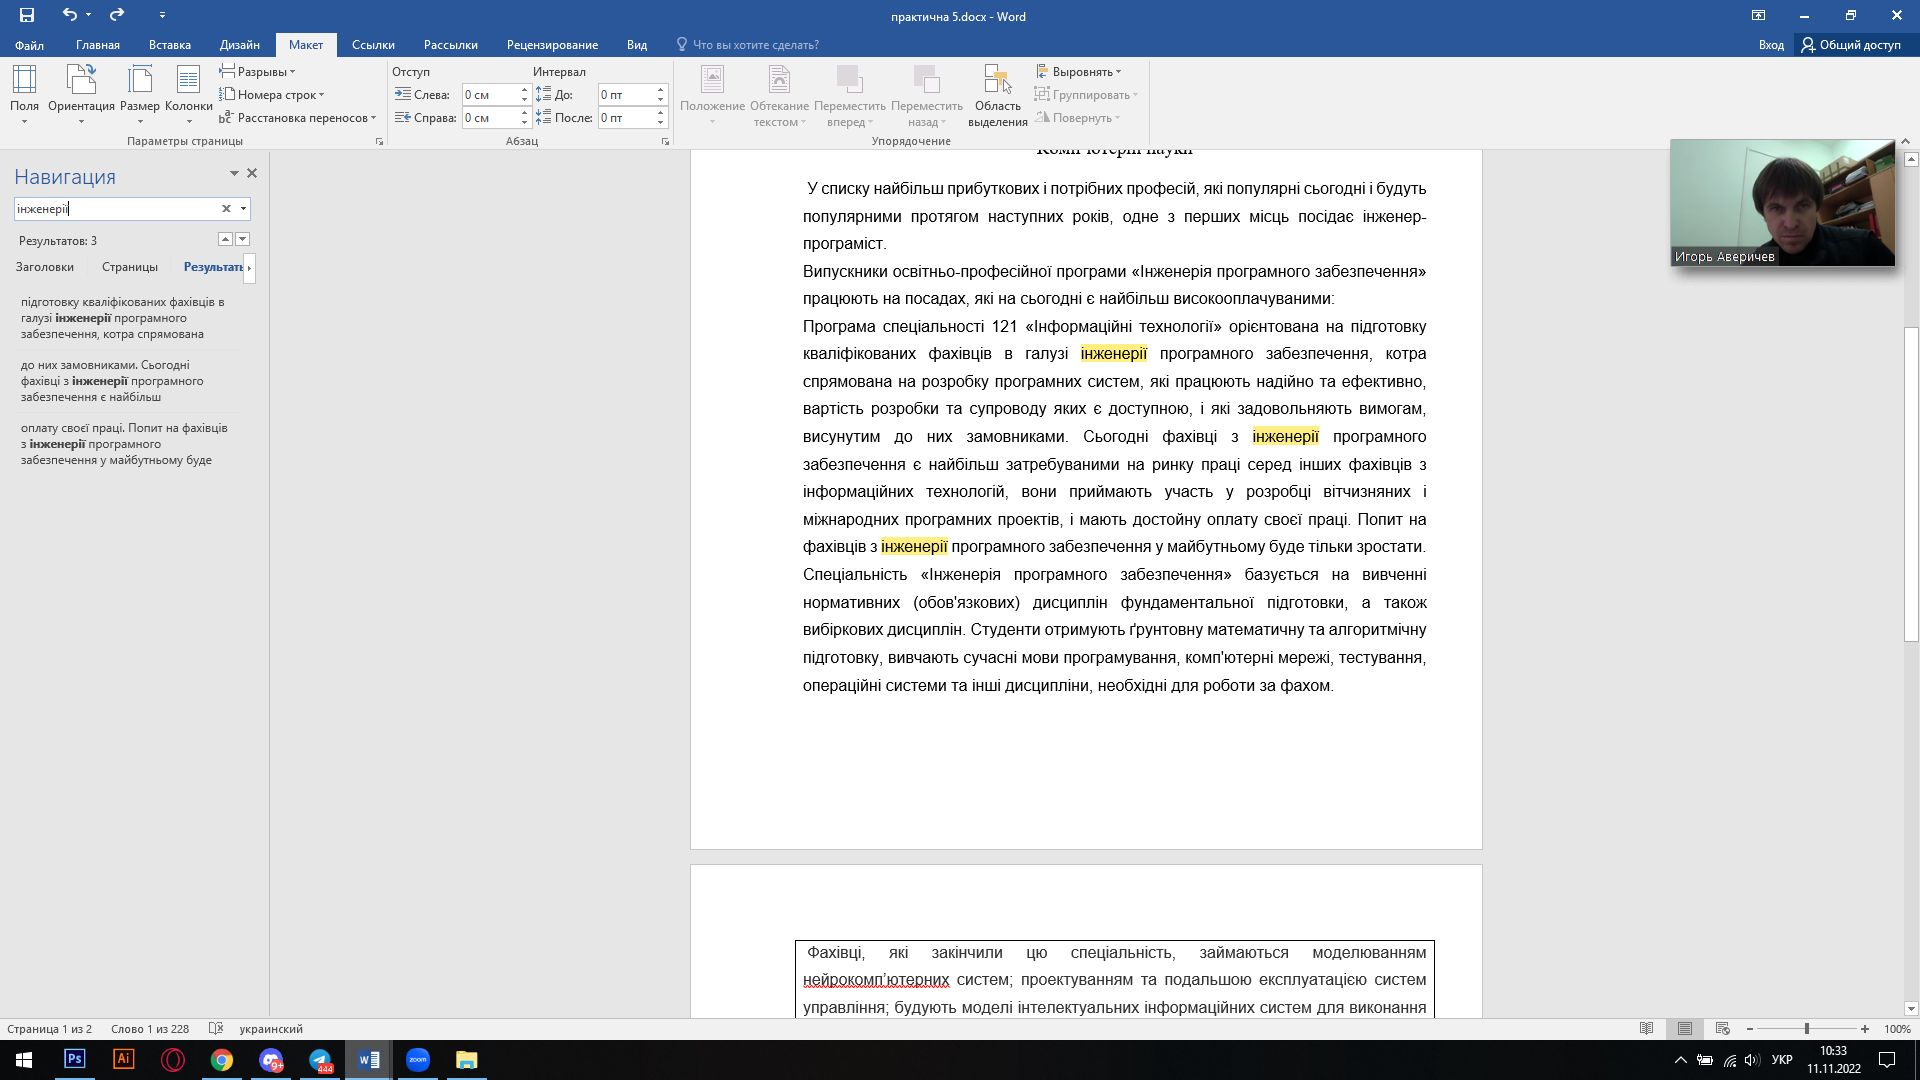 практична 5.docx - Word
Файл Главная Вставка Дизайн Макет Ссылки Рассылки Рецензирование Вид Что вы хотите сделать? Вход Общий доступ
Поля Ориентация Размер Колонки
Разрывы
Номера строк
Расстановка переносов
Параметры страницы
Отступ Интервал
Слева: 0 см До: 0 пт
Справа: 0 см После: 0 пт
Абзац
Положение Обтекание текстом Переместить вперед Переместить назад Область выделения
Выровнять
Группировать
Повернуть
Упорядочение
Игорь Аверичев
Навигация
інженерії
Результатов: 3
Заголовки Страницы Результаты
підготовку кваліфікованих фахівців в
галузі інженерії програмного
забезпечення, котра спрямована
до них замовниками. Сьогодні
фахівці з інженерії програмного
забезпечення є найбільш
оплату своєї праці. Попит на фахівців
з інженерії програмного
забезпечення у майбутньому буде
Комп'ютерні науки
У списку найбільш прибуткових і потрібних професій, які популярні сьогодні і будуть
популярними протягом наступних років, одне з перших місць посідає інженер-
програміст.
Випускники освітньо-професійної програми «Інженерія програмного забезпечення»
працюють на посадах, які на сьогодні є найбільш високооплачуваними:
Програма спеціальності 121 «Інформаційні технології» орієнтована на підготовку
кваліфікованих фахівців в галузі інженерії програмного забезпечення, котра
спрямована на розробку програмних систем, які працюють надійно та ефективно,
вартість розробки та супроводу яких є доступною, і які задовольняють вимогам,
висунутим до них замовниками. Сьогодні фахівці з інженерії програмного
забезпечення є найбільш затребуваними на ринку праці серед інших фахівців з
інформаційних технологій, вони приймають участь у розробці вітчизняних і
міжнародних програмних проектів, і мають достойну оплату своєї праці. Попит на
фахівців з інженерії програмного забезпечення у майбутньому буде тільки зростати.
Спеціальність «Інженерія програмного забезпечення» базується на вивченні
нормативних (обов'язкових) дисциплін фундаментальної підготовки, а також
вибіркових дисциплін. Студенти отримують ґрунтовну математичну та алгоритмічну
підготовку, вивчають сучасні мови програмування, комп'ютерні мережі, тестування,
операційні системи та інші дисципліни, необхідні для роботи за фахом.
Фахівці, які закінчили цю спеціальність, займаються моделюванням
нейрокомп'ютерних систем; проектуванням та подальшою експлуатацією систем
управління; будують моделі інтелектуальних інформаційних систем для виконання
Страница 1 из 2 Слово 1 из 228 украинский 100%
Ps Ai 9+ 444 W zoom УКР 10:33
11.11.2022